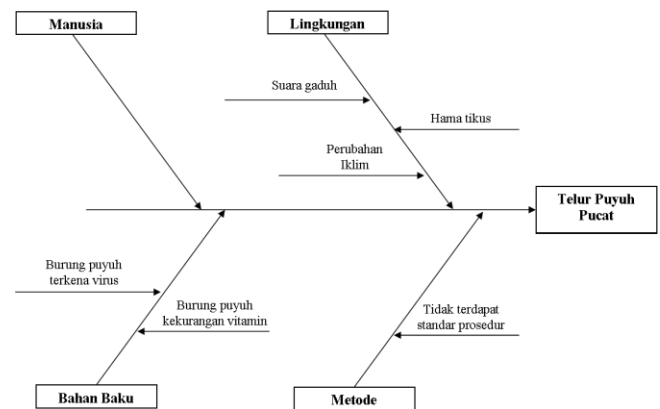 Manusia
Lingkungan
Suara gaduh
Hama tikus
Perubahan
Iklim
Telur Puyuh
Pucat
Burung puyuh
terkena virus
Burung puyuh
kekurangan vitamin
Tidak terdapat
standar prosedur
Bahan Baku
Metode